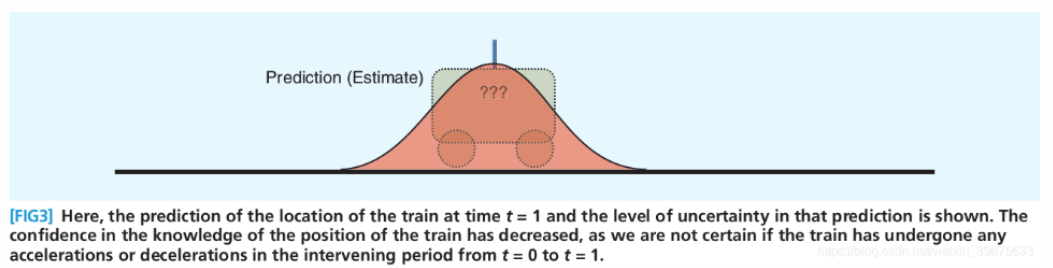 Prediction (Estimate)
???
[FIG3] Here, the prediction of the location of the train at time t = 1 and the level of uncertainty in that prediction is shown. The
confidence in the knowledge of the position of the train has decreased, as we are not certain if the train has undergone any
accelerations or decelerations in the intervening period from t = 0 to t = 1.
https://blog.csdn.net/weixin_39675633